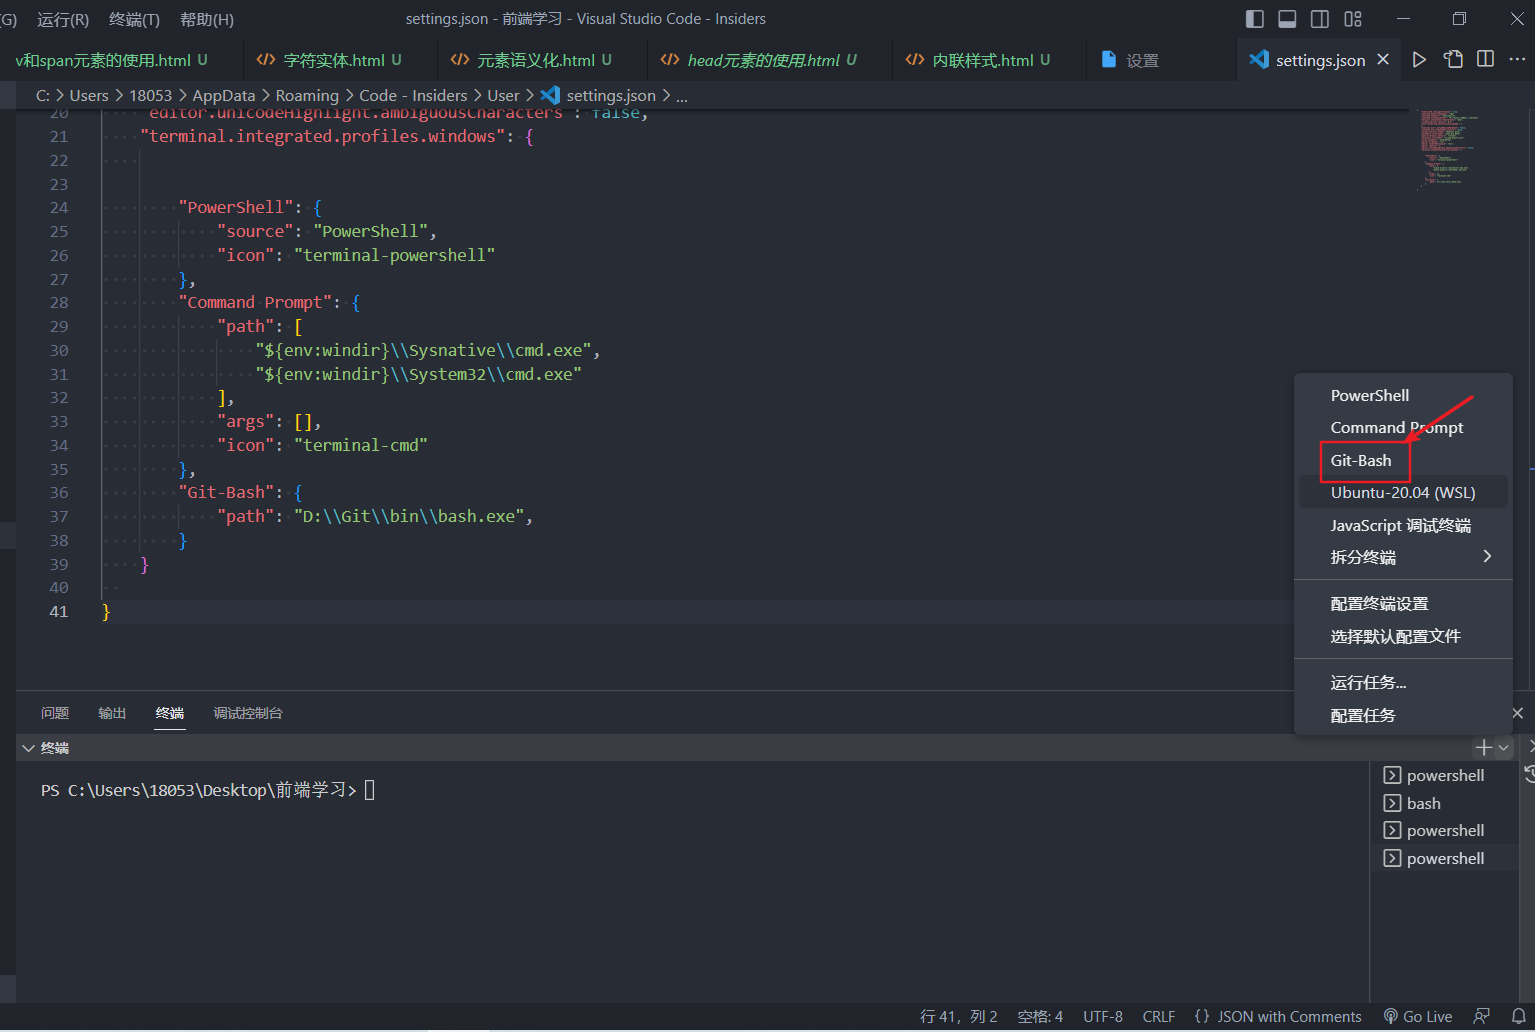 (G) 运行(R) 终端(T) 帮助(H) settings.json - 前端学习 - Visual Studio Code - Insiders
v和span元素的使用.html U </> 字符实体.html U </> 元素语义化.html U </> head元素的使用.html U </> 内联样式.html U 设置 settings.json
C: > Users > 18053 > AppData > Roaming > Code - Insiders > User > settings.json > ...
20 "editor.unicodeHighlight.ambiguousCharacters": false,
21 "terminal.integrated.profiles.windows": {
22
23
24 "PowerShell": {
25 "source": "PowerShell",
26 "icon": "terminal-powershell"
27 },
28 "Command Prompt": {
29 "path": [
30 "${env:windir}\\Sysnative\\cmd.exe",
31 "${env:windir}\\System32\\cmd.exe"
32 ],
33 "args": [],
34 "icon": "terminal-cmd"
35 },
36 "Git-Bash": {
37 "path": "D:\\Git\\bin\\bash.exe",
38 }
39 }
40
41 }
PowerShell
Command Prompt
Git-Bash
Ubuntu-20.04 (WSL)
JavaScript 调试终端
拆分终端
配置终端设置
选择默认配置文件
运行任务...
配置任务
问题 输出 终端 调试控制台
终端
PS C:\Users\18053\Desktop\前端学习>
powershell
bash
powershell
powershell
行 41，列 2 空格: 4 UTF-8 CRLF {} JSON with Comments Go Live